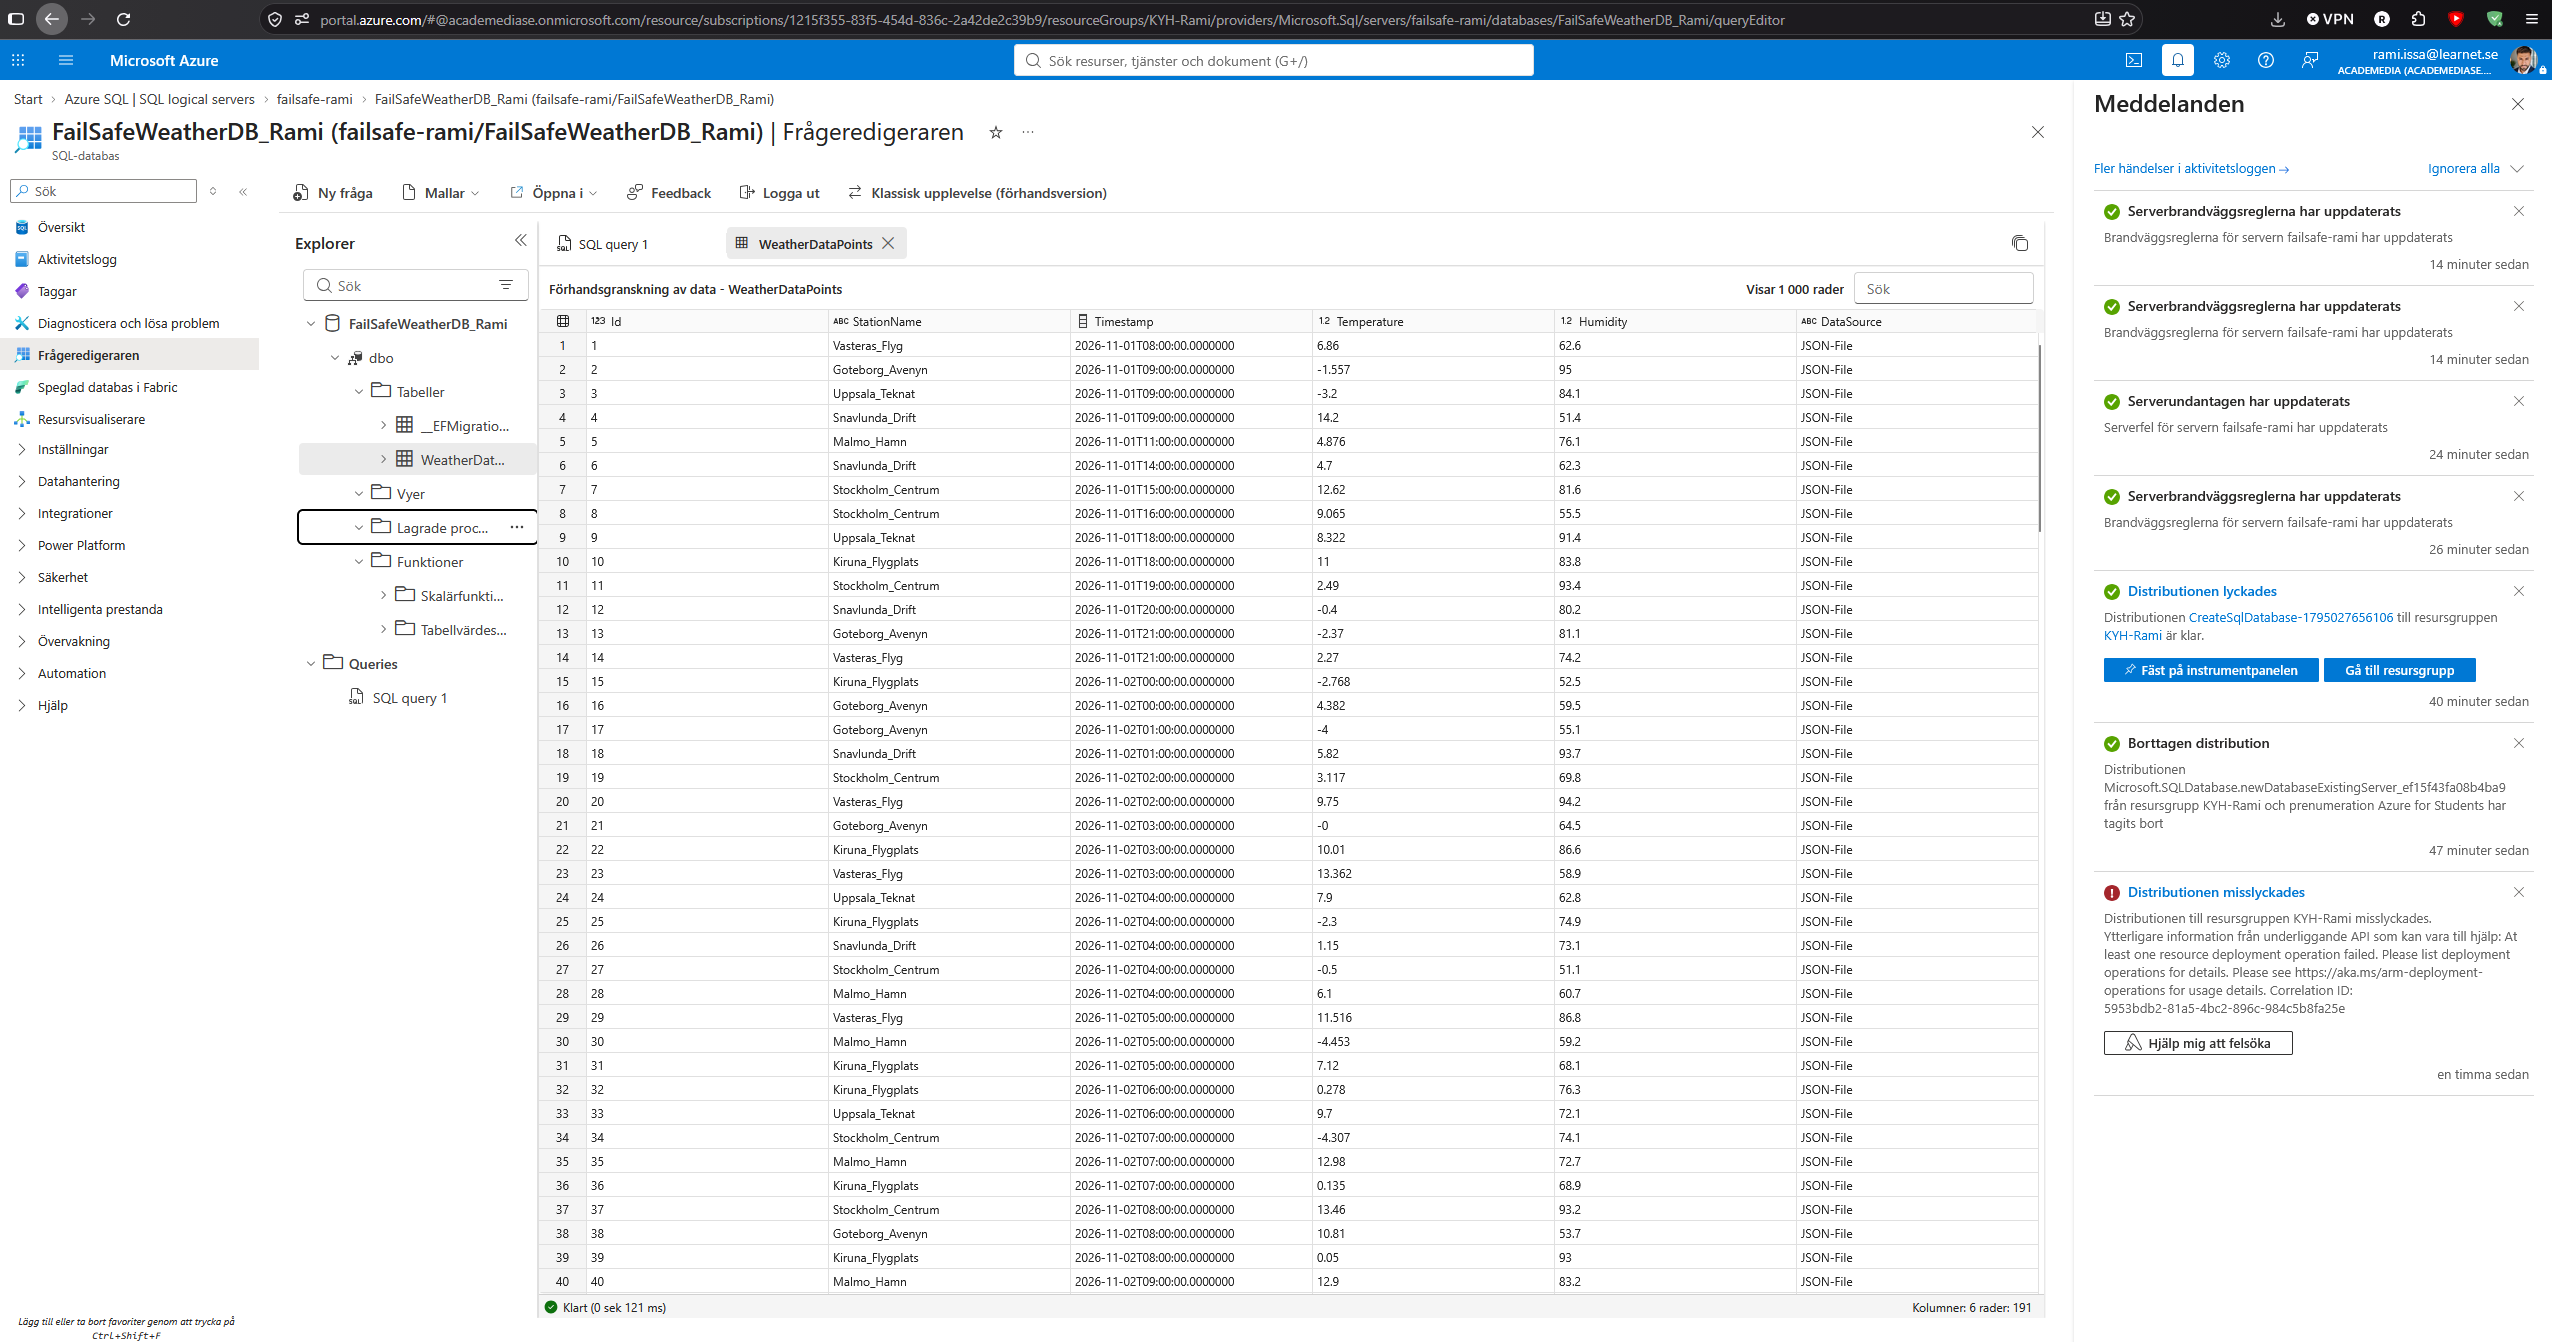 portal.azure.com/#@academediase.onmicrosoft.com/resource/subscriptions/1215f355-83f5-454d-836c-2a42de2c39b9/resourceGroups/KYH-Rami/providers/Microsoft.Sql/servers/failsafe-rami/databases/FailSafeWeatherDB_Rami/queryEditor
VPN
R
Microsoft Azure
Sök resurser, tjänster och dokument (G+/)
rami.issa@learnet.se
ACADEMEDIA (ACADEMEDIASE....
Start > Azure SQL | SQL logical servers > failsafe-rami > FailSafeWeatherDB_Rami (failsafe-rami/FailSafeWeatherDB_Rami)
FailSafeWeatherDB_Rami (failsafe-rami/FailSafeWeatherDB_Rami) | Frågeredigeraren
SQL-databas
Sök
Översikt
Aktivitetslogg
Taggar
Diagnosticera och lösa problem
Frågeredigeraren
Speglad databas i Fabric
Resursvisualiserare
Inställningar
Datahantering
Integrationer
Power Platform
Säkerhet
Intelligenta prestanda
Övervakning
Automation
Hjälp
Lägg till eller ta bort favoriter genom att trycka på
Ctrl+Shift+F
Ny fråga
Mallar
Öppna i
Feedback
Logga ut
Klassisk upplevelse (förhandsversion)
Explorer
Sök
FailSafeWeatherDB_Rami
dbo
Tabeller
__EFMigratio...
WeatherDat...
Vyer
Lagrade proc...
Funktioner
Skalärfunkti...
Tabellvärdes...
Queries
SQL query 1
SQL query 1
WeatherDataPoints
Förhandsgranskning av data - WeatherDataPoints
Visar 1 000 rader
Sök
123 Id ABC StationName Timestamp 1.2 Temperature 1.2 Humidity ABC DataSource
1 1 Vasteras_Flyg 2026-11-01T08:00:00.0000000 6.86 62.6 JSON-File
2 2 Goteborg_Avenyn 2026-11-01T09:00:00.0000000 -1.557 95 JSON-File
3 3 Uppsala_Teknat 2026-11-01T09:00:00.0000000 -3.2 84.1 JSON-File
4 4 Snavlunda_Drift 2026-11-01T09:00:00.0000000 14.2 51.4 JSON-File
5 5 Malmo_Hamn 2026-11-01T11:00:00.0000000 4.876 76.1 JSON-File
6 6 Snavlunda_Drift 2026-11-01T14:00:00.0000000 4.7 62.3 JSON-File
7 7 Stockholm_Centrum 2026-11-01T15:00:00.0000000 12.62 81.6 JSON-File
8 8 Stockholm_Centrum 2026-11-01T16:00:00.0000000 9.065 55.5 JSON-File
9 9 Uppsala_Teknat 2026-11-01T18:00:00.0000000 8.322 91.4 JSON-File
10 10 Kiruna_Flygplats 2026-11-01T18:00:00.0000000 11 83.8 JSON-File
11 11 Stockholm_Centrum 2026-11-01T19:00:00.0000000 2.49 93.4 JSON-File
12 12 Snavlunda_Drift 2026-11-01T20:00:00.0000000 -0.4 80.2 JSON-File
13 13 Goteborg_Avenyn 2026-11-01T21:00:00.0000000 -2.37 81.1 JSON-File
14 14 Vasteras_Flyg 2026-11-01T21:00:00.0000000 2.27 74.2 JSON-File
15 15 Kiruna_Flygplats 2026-11-02T00:00:00.0000000 -2.768 52.5 JSON-File
16 16 Goteborg_Avenyn 2026-11-02T00:00:00.0000000 4.382 59.5 JSON-File
17 17 Goteborg_Avenyn 2026-11-02T01:00:00.0000000 -4 55.1 JSON-File
18 18 Snavlunda_Drift 2026-11-02T01:00:00.0000000 5.82 93.7 JSON-File
19 19 Stockholm_Centrum 2026-11-02T02:00:00.0000000 3.117 69.8 JSON-File
20 20 Vasteras_Flyg 2026-11-02T02:00:00.0000000 9.75 94.2 JSON-File
21 21 Goteborg_Avenyn 2026-11-02T03:00:00.0000000 -0 64.5 JSON-File
22 22 Kiruna_Flygplats 2026-11-02T03:00:00.0000000 10.01 86.6 JSON-File
23 23 Vasteras_Flyg 2026-11-02T03:00:00.0000000 13.362 58.9 JSON-File
24 24 Uppsala_Teknat 2026-11-02T04:00:00.0000000 7.9 62.8 JSON-File
25 25 Kiruna_Flygplats 2026-11-02T04:00:00.0000000 -2.3 74.9 JSON-File
26 26 Snavlunda_Drift 2026-11-02T04:00:00.0000000 1.15 73.1 JSON-File
27 27 Stockholm_Centrum 2026-11-02T04:00:00.0000000 -0.5 51.1 JSON-File
28 28 Malmo_Hamn 2026-11-02T04:00:00.0000000 6.1 60.7 JSON-File
29 29 Vasteras_Flyg 2026-11-02T05:00:00.0000000 11.516 86.8 JSON-File
30 30 Malmo_Hamn 2026-11-02T05:00:00.0000000 -4.453 59.2 JSON-File
31 31 Kiruna_Flygplats 2026-11-02T05:00:00.0000000 7.12 68.1 JSON-File
32 32 Kiruna_Flygplats 2026-11-02T06:00:00.0000000 0.278 76.3 JSON-File
33 33 Uppsala_Teknat 2026-11-02T06:00:00.0000000 9.7 72.1 JSON-File
34 34 Stockholm_Centrum 2026-11-02T07:00:00.0000000 -4.307 74.1 JSON-File
35 35 Malmo_Hamn 2026-11-02T07:00:00.0000000 12.98 72.7 JSON-File
36 36 Kiruna_Flygplats 2026-11-02T07:00:00.0000000 0.135 68.9 JSON-File
37 37 Stockholm_Centrum 2026-11-02T08:00:00.0000000 13.46 93.2 JSON-File
38 38 Goteborg_Avenyn 2026-11-02T08:00:00.0000000 10.81 53.7 JSON-File
39 39 Kiruna_Flygplats 2026-11-02T08:00:00.0000000 0.05 93 JSON-File
40 40 Malmo_Hamn 2026-11-02T09:00:00.0000000 12.9 83.2 JSON-File
Klart (0 sek 121 ms)
Kolumner: 6 rader: 191
Meddelanden
Fler händelser i aktivitetsloggen →
Ignorera alla
Serverbrandväggsreglerna har uppdaterats
Brandväggsreglerna för servern failsafe-rami har uppdaterats
14 minuter sedan
Serverbrandväggsreglerna har uppdaterats
Brandväggsreglerna för servern failsafe-rami har uppdaterats
14 minuter sedan
Serverundantagen har uppdaterats
Serverfel för servern failsafe-rami har uppdaterats
24 minuter sedan
Serverbrandväggsreglerna har uppdaterats
Brandväggsreglerna för servern failsafe-rami har uppdaterats
26 minuter sedan
Distributionen lyckades
Distributionen CreateSqlDatabase-1795027656106 till resursgruppen
KYH-Rami är klar.
Fäst på instrumentpanelen
Gå till resursgrupp
40 minuter sedan
Borttagen distribution
Distributionen
Microsoft.SQLDatabase.newDatabaseExistingServer_ef15f43fa08b4ba9
från resursgrupp KYH-Rami och prenumeration Azure for Students har
tagits bort
47 minuter sedan
Distributionen misslyckades
Distributionen till resursgruppen KYH-Rami misslyckades.
Ytterligare information från underliggande API som kan vara till hjälp: At
least one resource deployment operation failed. Please list deployment
operations for details. Please see https://aka.ms/arm-deployment-
operations for usage details. Correlation ID:
5953bdb2-81a5-4bc2-896c-984c5b8fa25e
Hjälp mig att felsöka
en timma sedan